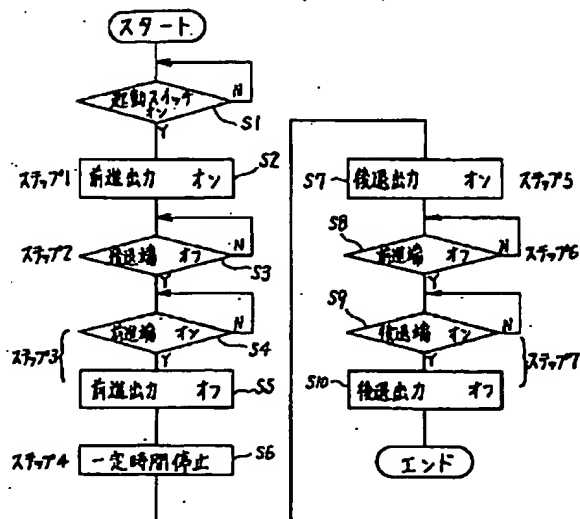 スタート
起動スイッチ
オン
N
S1
Y
S2
ステップ1
前進出力 オン
ステップ2
後退端 オフ
N
S3
Y
前進端 オン
N
S4
Y
ステップ3
前進出力 オフ
S5
ステップ4
一定時間停止
S6
S7
後退出力 オン
ステップ5
S8
前進端 オフ
N
ステップ6
Y
S9
後退端 オン
N
Y
ステップ7
S10
後退出力 オフ
エンド